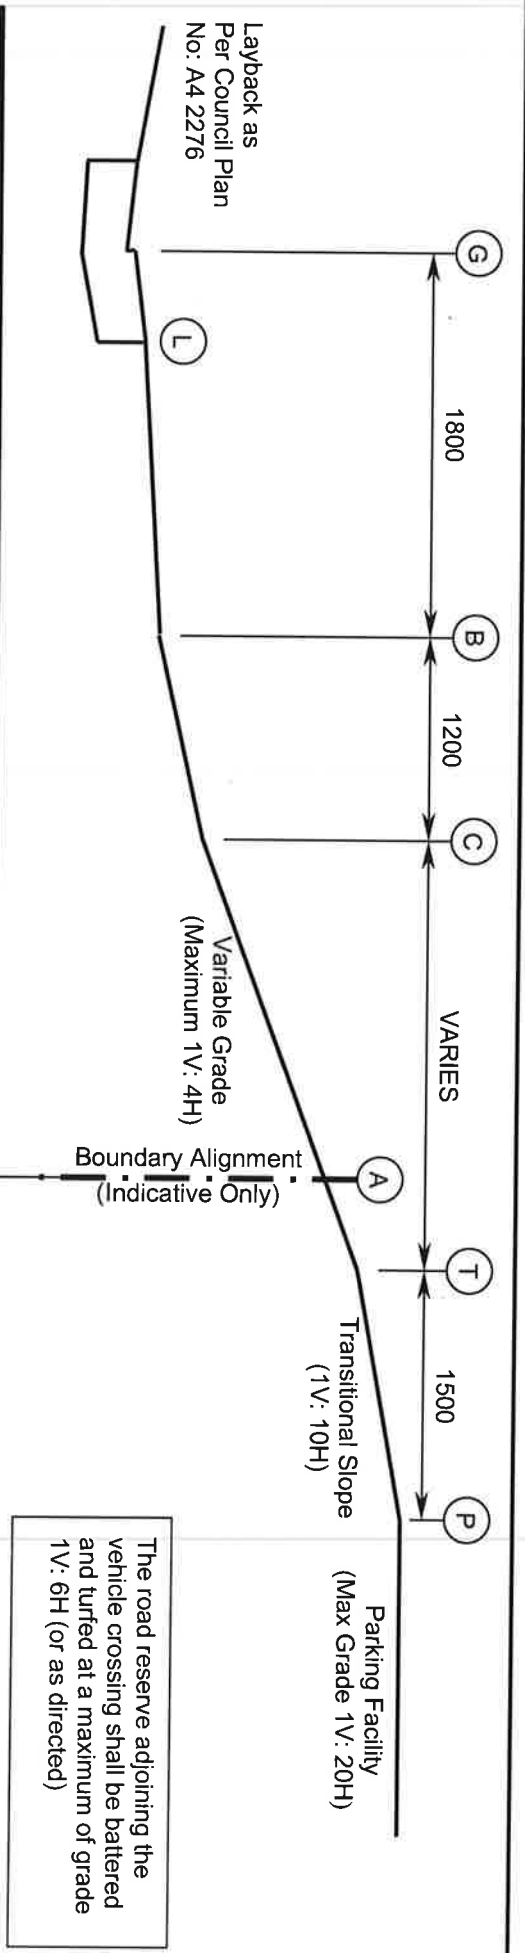 G
1800
B
1200
C
VARIES
T
1500
P
Layback as
Per Council Plan
No: A4 2276
L
Variable Grade
(Maximum 1V: 4H)
A
Boundary Alignment
(Indicative Only)
Transitional Slope
(1V: 10H)
Parking Facility
(Max Grade 1V: 20H)
The road reserve adjoining the
vehicle crossing shall be battered
and turfed at a maximum of grade
1V: 6H (or as directed)